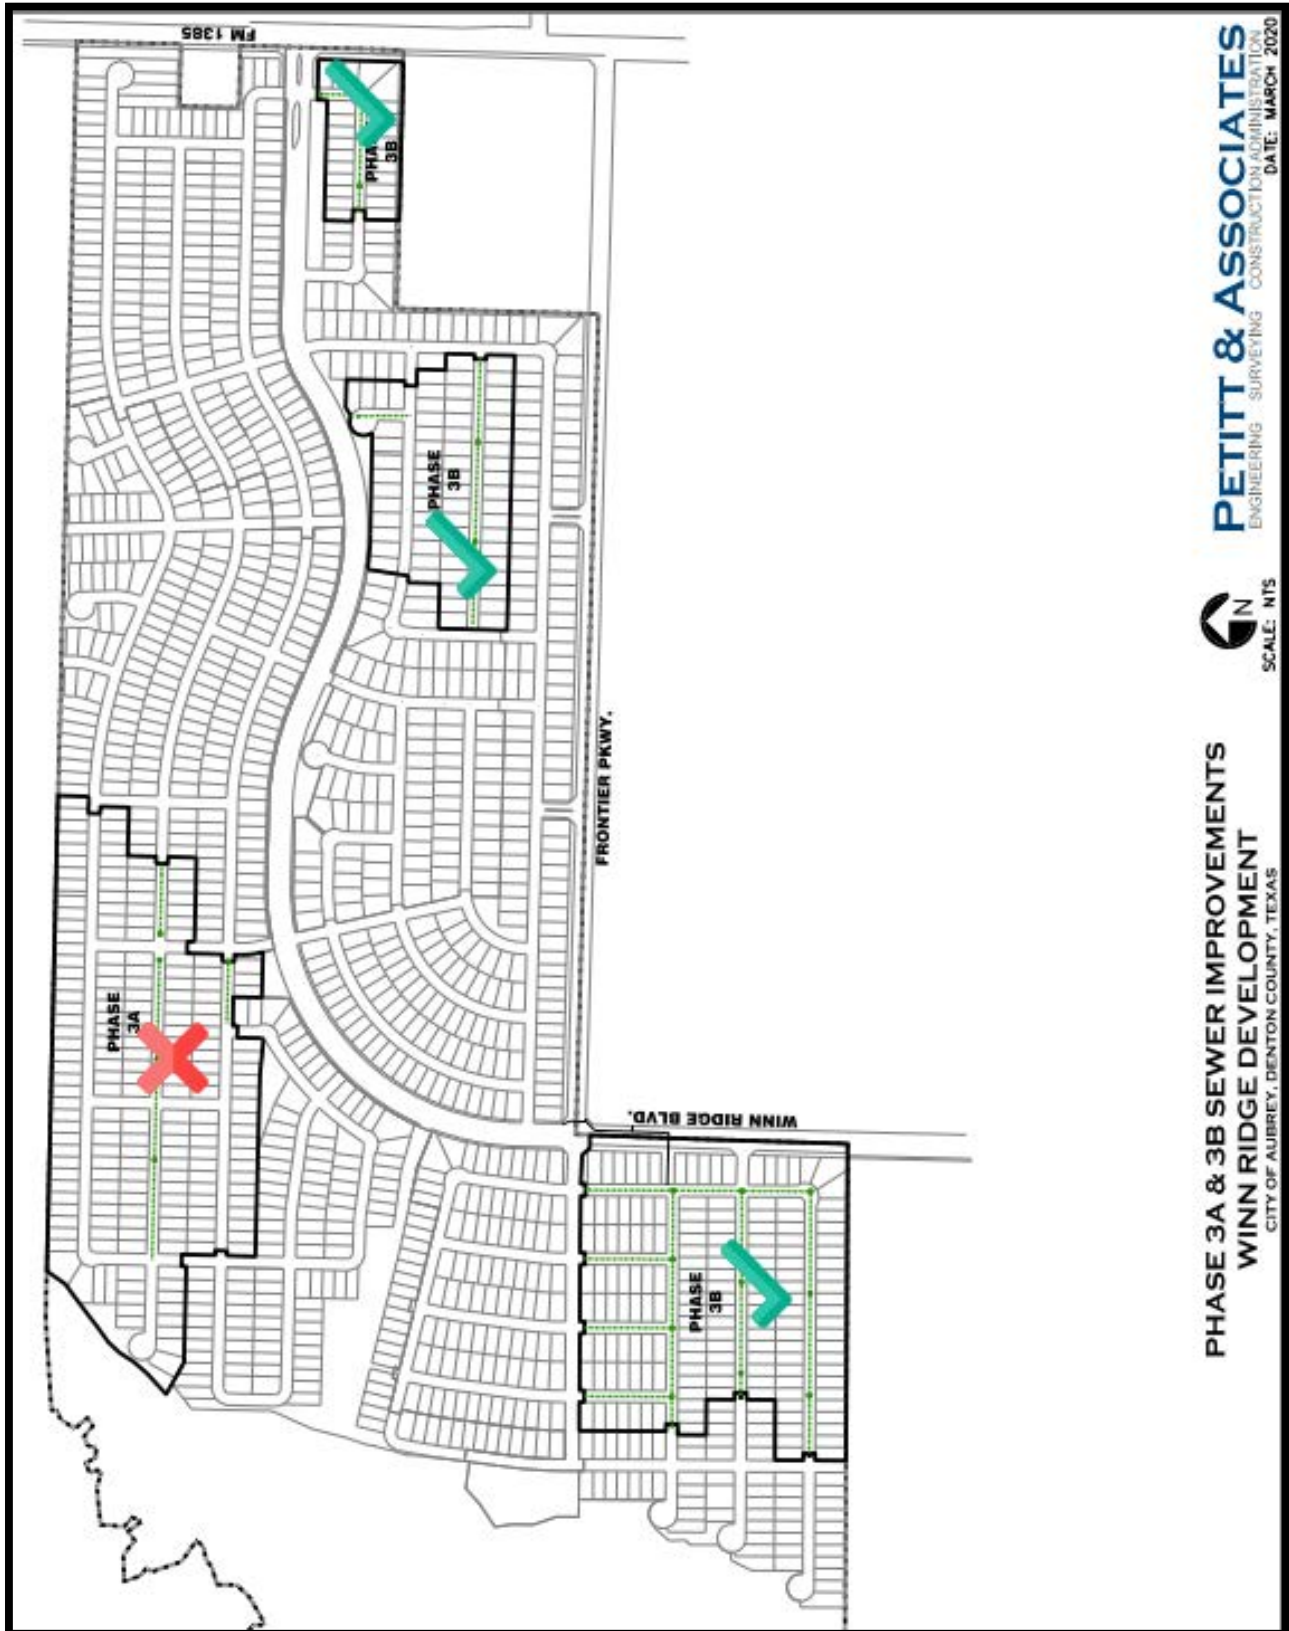 FM 1385
PHA
3B
PHASE
3B
FRONTIER PKWY.
PHASE
3A
WINN RIDGE BLVD.
PHASE
3B
PETITT & ASSOCIATES
ENGINEERING SURVEYING CONSTRUCTION ADMINISTRATION
DATE: MARCH 2020
N
SCALE: NTS
PHASE 3A & 3B SEWER IMPROVEMENTS
WINN RIDGE DEVELOPMENT
CITY OF AUBREY, DENTON COUNTY, TEXAS